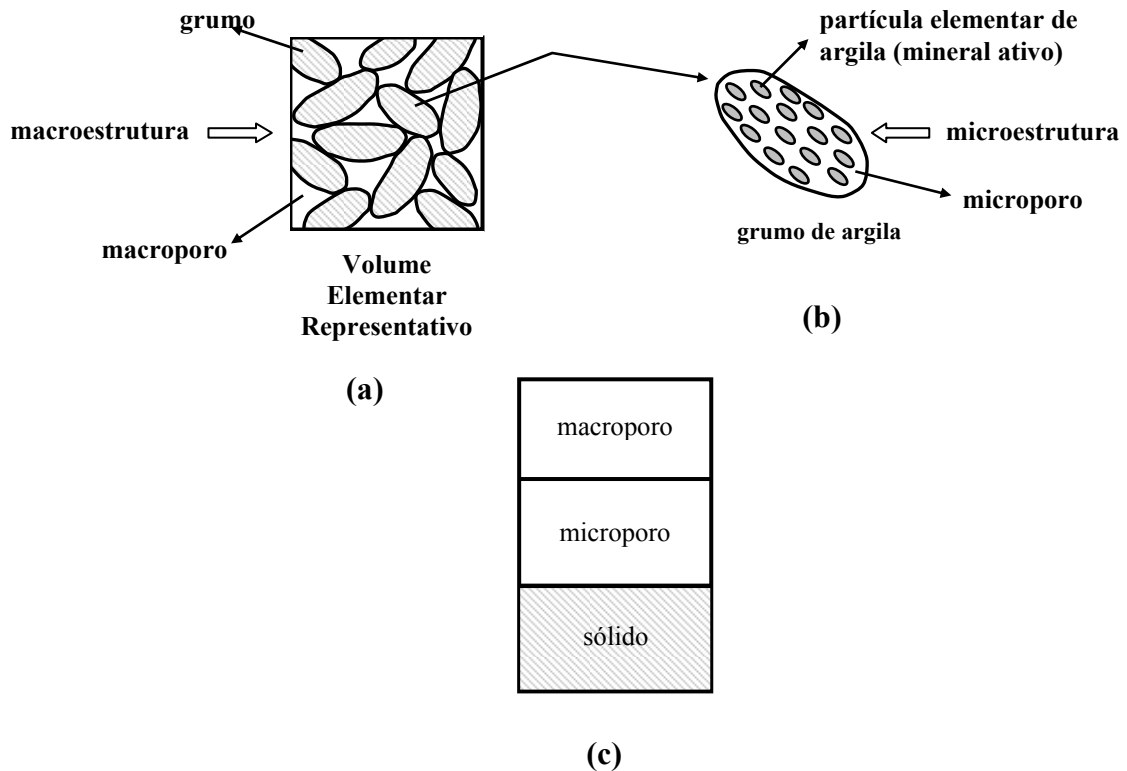 grumo
macroestrutura
macroporo
Volume
Elementar
Representativo
(a)
partícula elementar de
argila (mineral ativo)
microestrutura
microporo
grumo de argila
(b)
macroporo
microporo
sólido
(c)